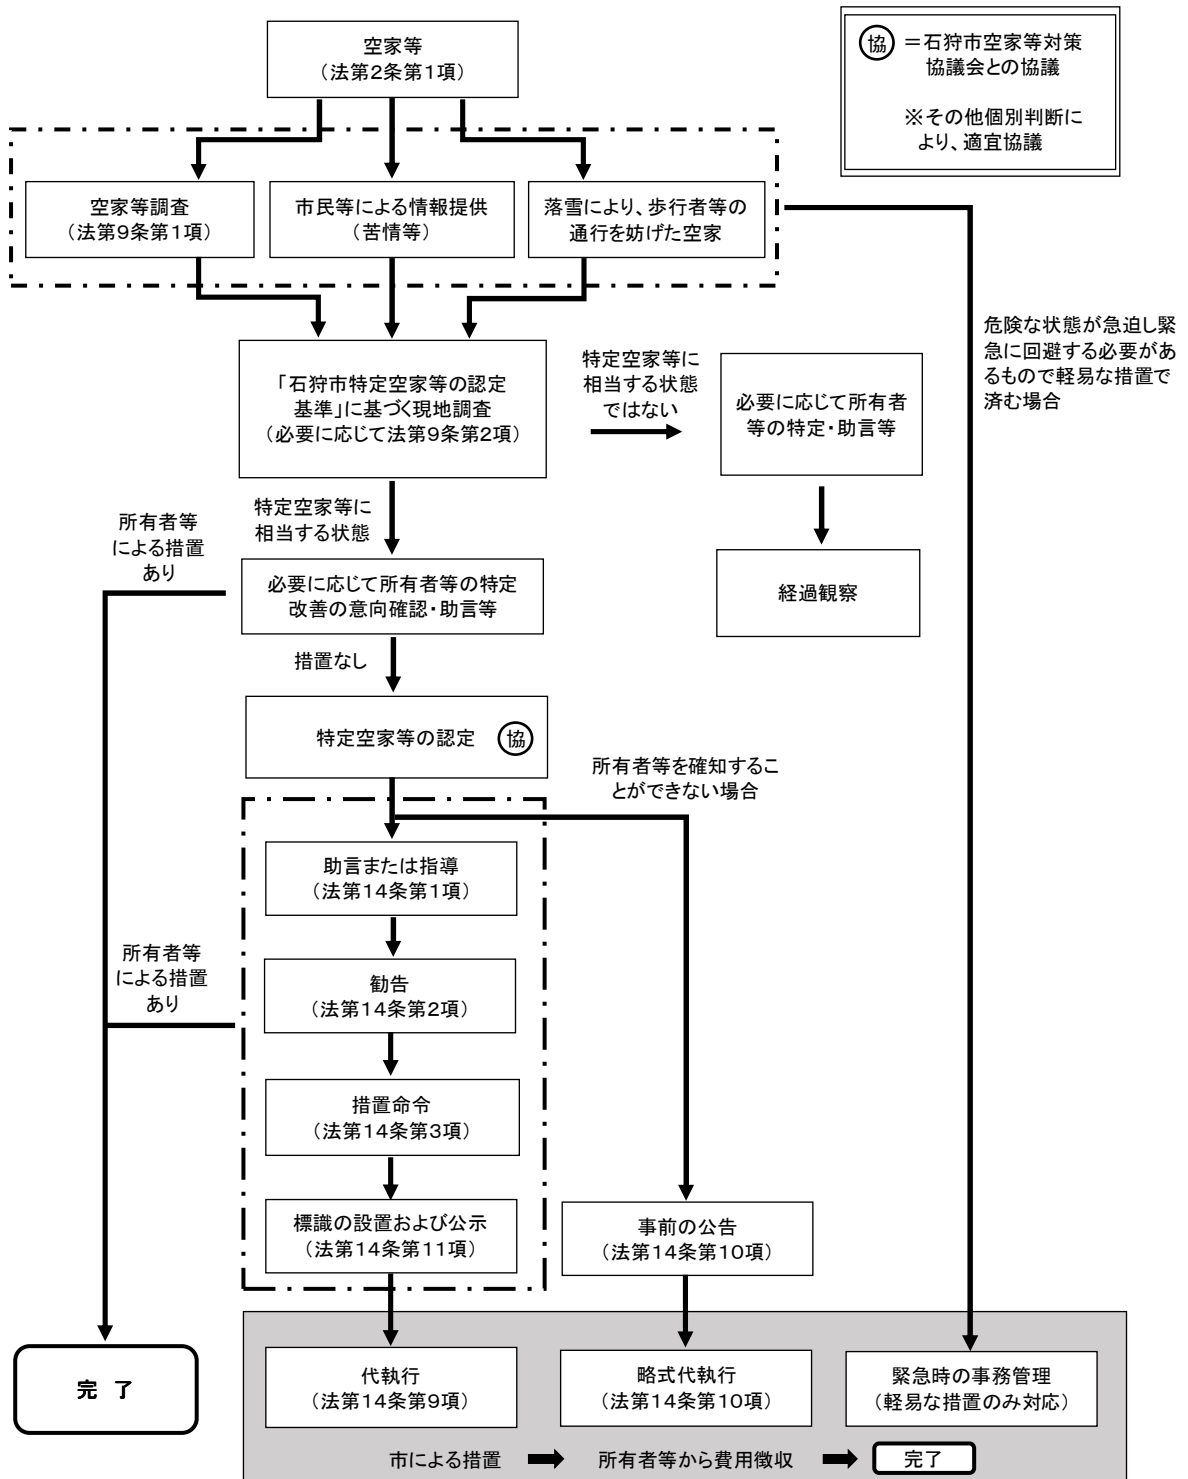 空家等
（法第2条第1項）
協 ＝石狩市空家等対策
協議会との協議
※その他個別判断に
より、適宜協議
空家等調査
（法第9条第1項）
市民等による情報提供
（苦情等）
落雪により、歩行者等の
通行を妨げた空家
危険な状態が急迫し緊
急に回避する必要があ
るもので軽易な措置で
済む場合
「石狩市特定空家等の認定
基準」に基づく現地調査
（必要に応じて法第9条第2項）
特定空家等に
相当する状態
ではない
必要に応じて所有者
等の特定・助言等
経過観察
特定空家等に
相当する状態
所有者等
による措置
あり
必要に応じて所有者等の特定
改善の意向確認・助言等
措置なし
特定空家等の認定 協
所有者等を確知するこ
とができない場合
助言または指導
（法第14条第1項）
所有者等
による措置
あり
勧告
（法第14条第2項）
措置命令
（法第14条第3項）
標識の設置および公示
（法第14条第11項）
事前の公告
（法第14条第10項）
完 了
代執行
（法第14条第9項）
略式代執行
（法第14条第10項）
緊急時の事務管理
（軽易な措置のみ対応）
市による措置 ➡ 所有者等から費用徴収 ➡ 完了